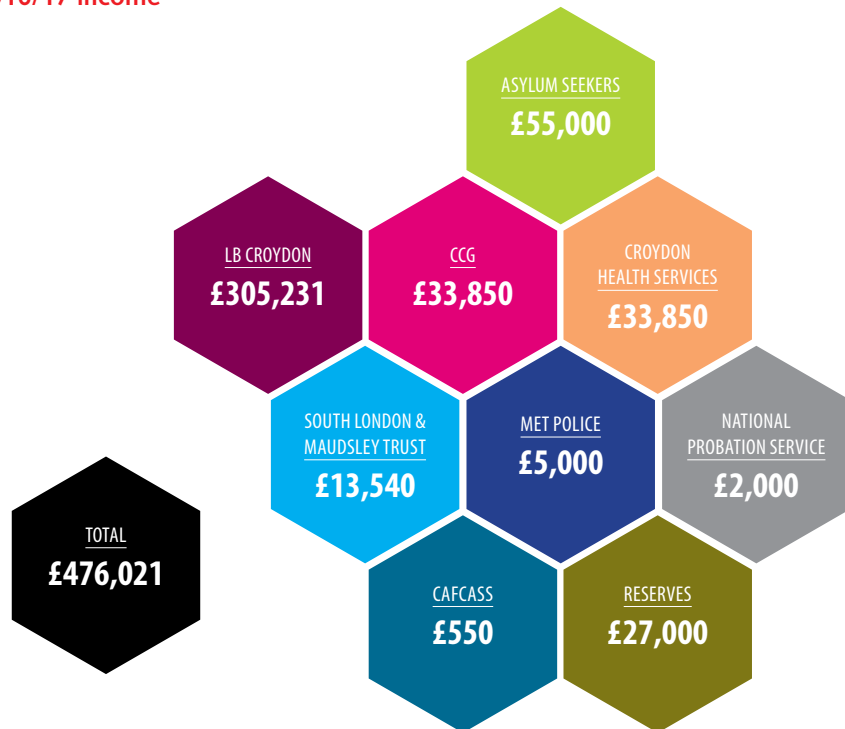 ASYLUM SEEKERS
£55,000
LB CROYDON
£305,231
CCG
£33,850
CROYDON
HEALTH SERVICES
£33,850
SOUTH LONDON &
MAUDSLEY TRUST
£13,540
MET POLICE
£5,000
NATIONAL
PROBATION SERVICE
£2,000
TOTAL
£476,021
CAFCASS
£550
RESERVES
£27,000